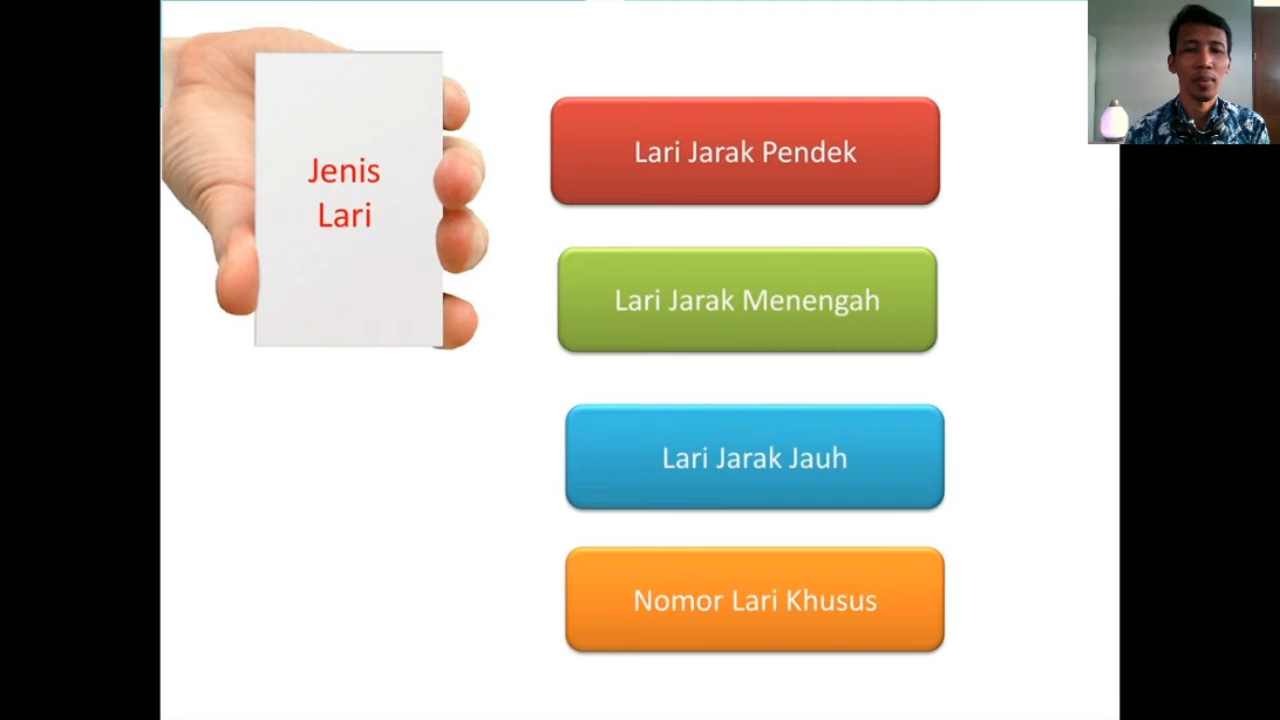 Jenis
Lari
Lari Jarak Pendek
Lari Jarak Menengah
Lari Jarak Jauh
Nomor Lari Khusus